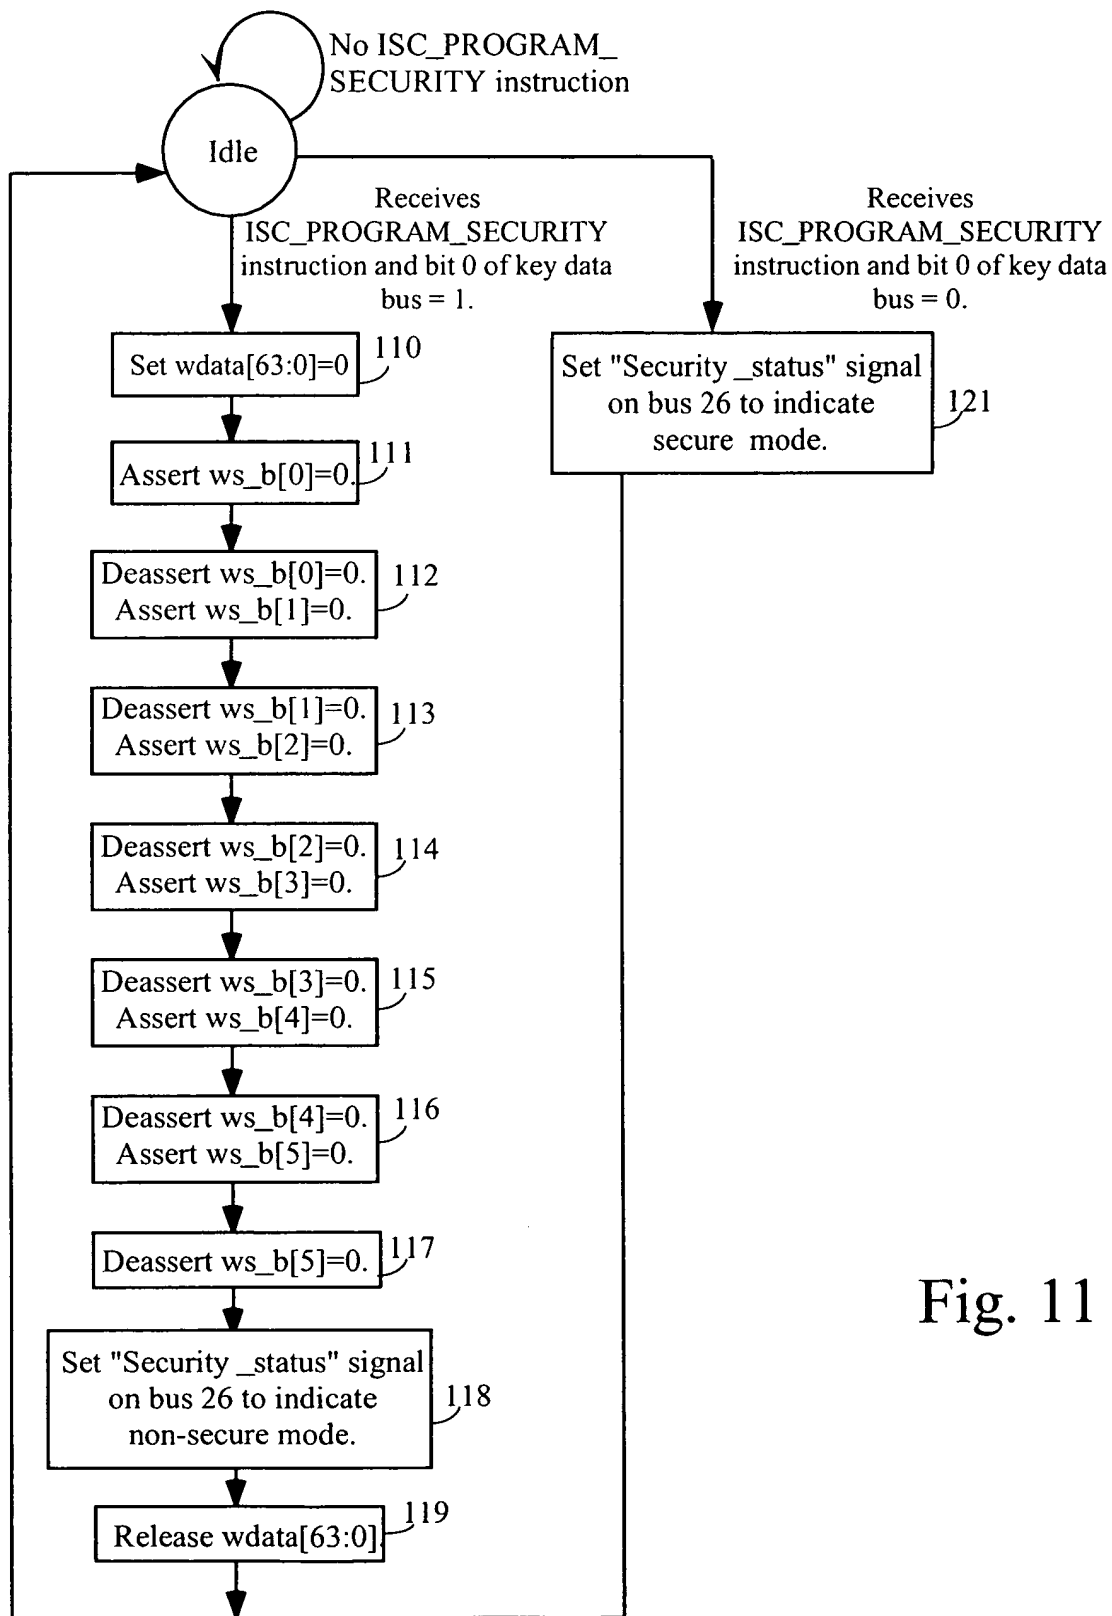 No ISC_PROGRAM_
SECURITY instruction
Idle
Receives
ISC_PROGRAM_SECURITY
instruction and bit 0 of key data
bus = 1.
Receives
ISC_PROGRAM_SECURITY
instruction and bit 0 of key data
bus = 0.
Set wdata[63:0]=0
110
Set "Security _status" signal
on bus 26 to indicate
secure mode.
121
Assert ws_b[0]=0.
111
Deassert ws_b[0]=0.
Assert ws_b[1]=0.
112
Deassert ws_b[1]=0.
Assert ws_b[2]=0.
113
Deassert ws_b[2]=0.
Assert ws_b[3]=0.
114
Deassert ws_b[3]=0.
Assert ws_b[4]=0.
115
Deassert ws_b[4]=0.
Assert ws_b[5]=0.
116
Deassert ws_b[5]=0.
117
Set "Security _status" signal
on bus 26 to indicate
non-secure mode.
118
Release wdata[63:0]
119
Fig. 11